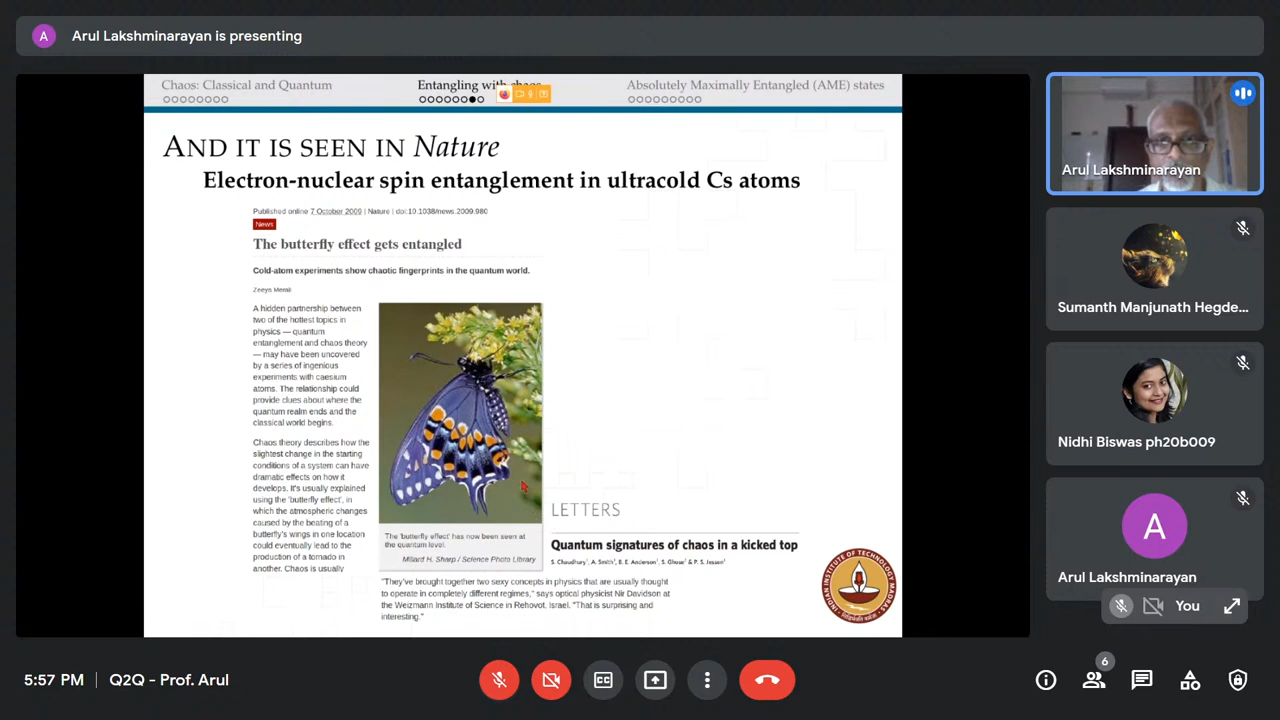 A
Arul Lakshminarayan is presenting
Chaos: Classical and Quantum
Entangling with chaos
Absolutely Maximally Entangled (AME) states
AND IT IS SEEN IN Nature
Electron-nuclear spin entanglement in ultracold Cs atoms
Published online 7 October 2009 | Nature | doi:10.1038/news.2009.980
News
The butterfly effect gets entangled
Cold-atom experiments show chaotic fingerprints in the quantum world.
Zeeya Merali
A hidden partnership between
two of the hottest topics in
physics — quantum
entanglement and chaos theory
— may have been uncovered
by a series of ingenious
experiments with caesium
atoms. The relationship could
provide clues about where the
quantum realm ends and the
classical world begins.
Chaos theory describes how the
slightest change in the starting
conditions of a system can have
dramatic effects on how it
develops. It's usually explained
using the 'butterfly effect', in
which the atmospheric changes
caused by the beating of a
butterfly's wings in one location
could eventually lead to the
production of a tornado in
another. Chaos is usually
The 'butterfly effect' has now been seen at
the quantum level.
Millard H. Sharp / Science Photo Library
"They've brought together two sexy concepts in physics that are usually thought
to operate in completely different regimes," says optical physicist Nir Davidson at
the Weizmann Institute of Science in Rehovot, Israel. "That is surprising and
interesting."
LETTERS
Quantum signatures of chaos in a kicked top
S. Chaudhury¹, A. Smith¹, B. E. Anderson¹, S. Ghose² & P. S. Jessen¹
INDIAN INSTITUTE OF TECHNOLOGY MADRAS
Arul Lakshminarayan
Sumanth Manjunath Hegde...
Nidhi Biswas ph20b009
A
Arul Lakshminarayan
You
5:57 PM | Q2Q - Prof. Arul
CC
6